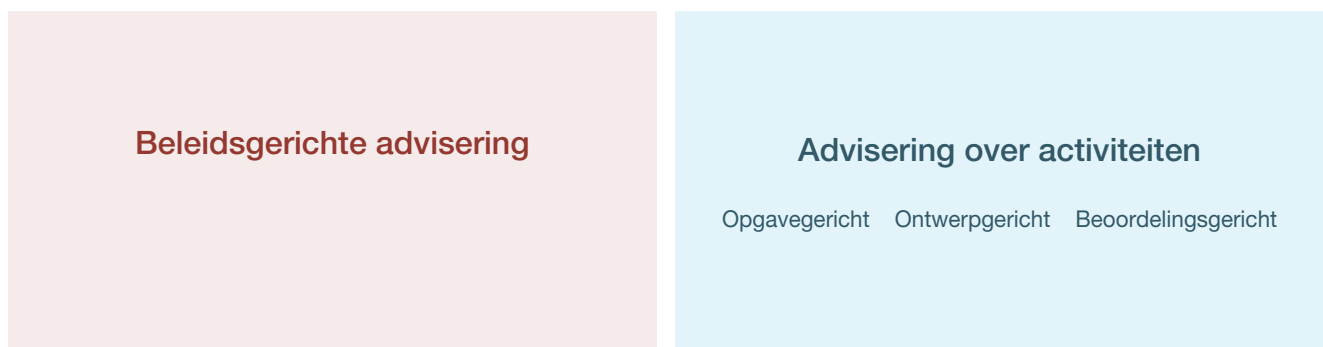 Beleidsgerichte advisering
Advisering over activiteiten
Opgavegericht Ontwerpgericht Beoordelingsgericht